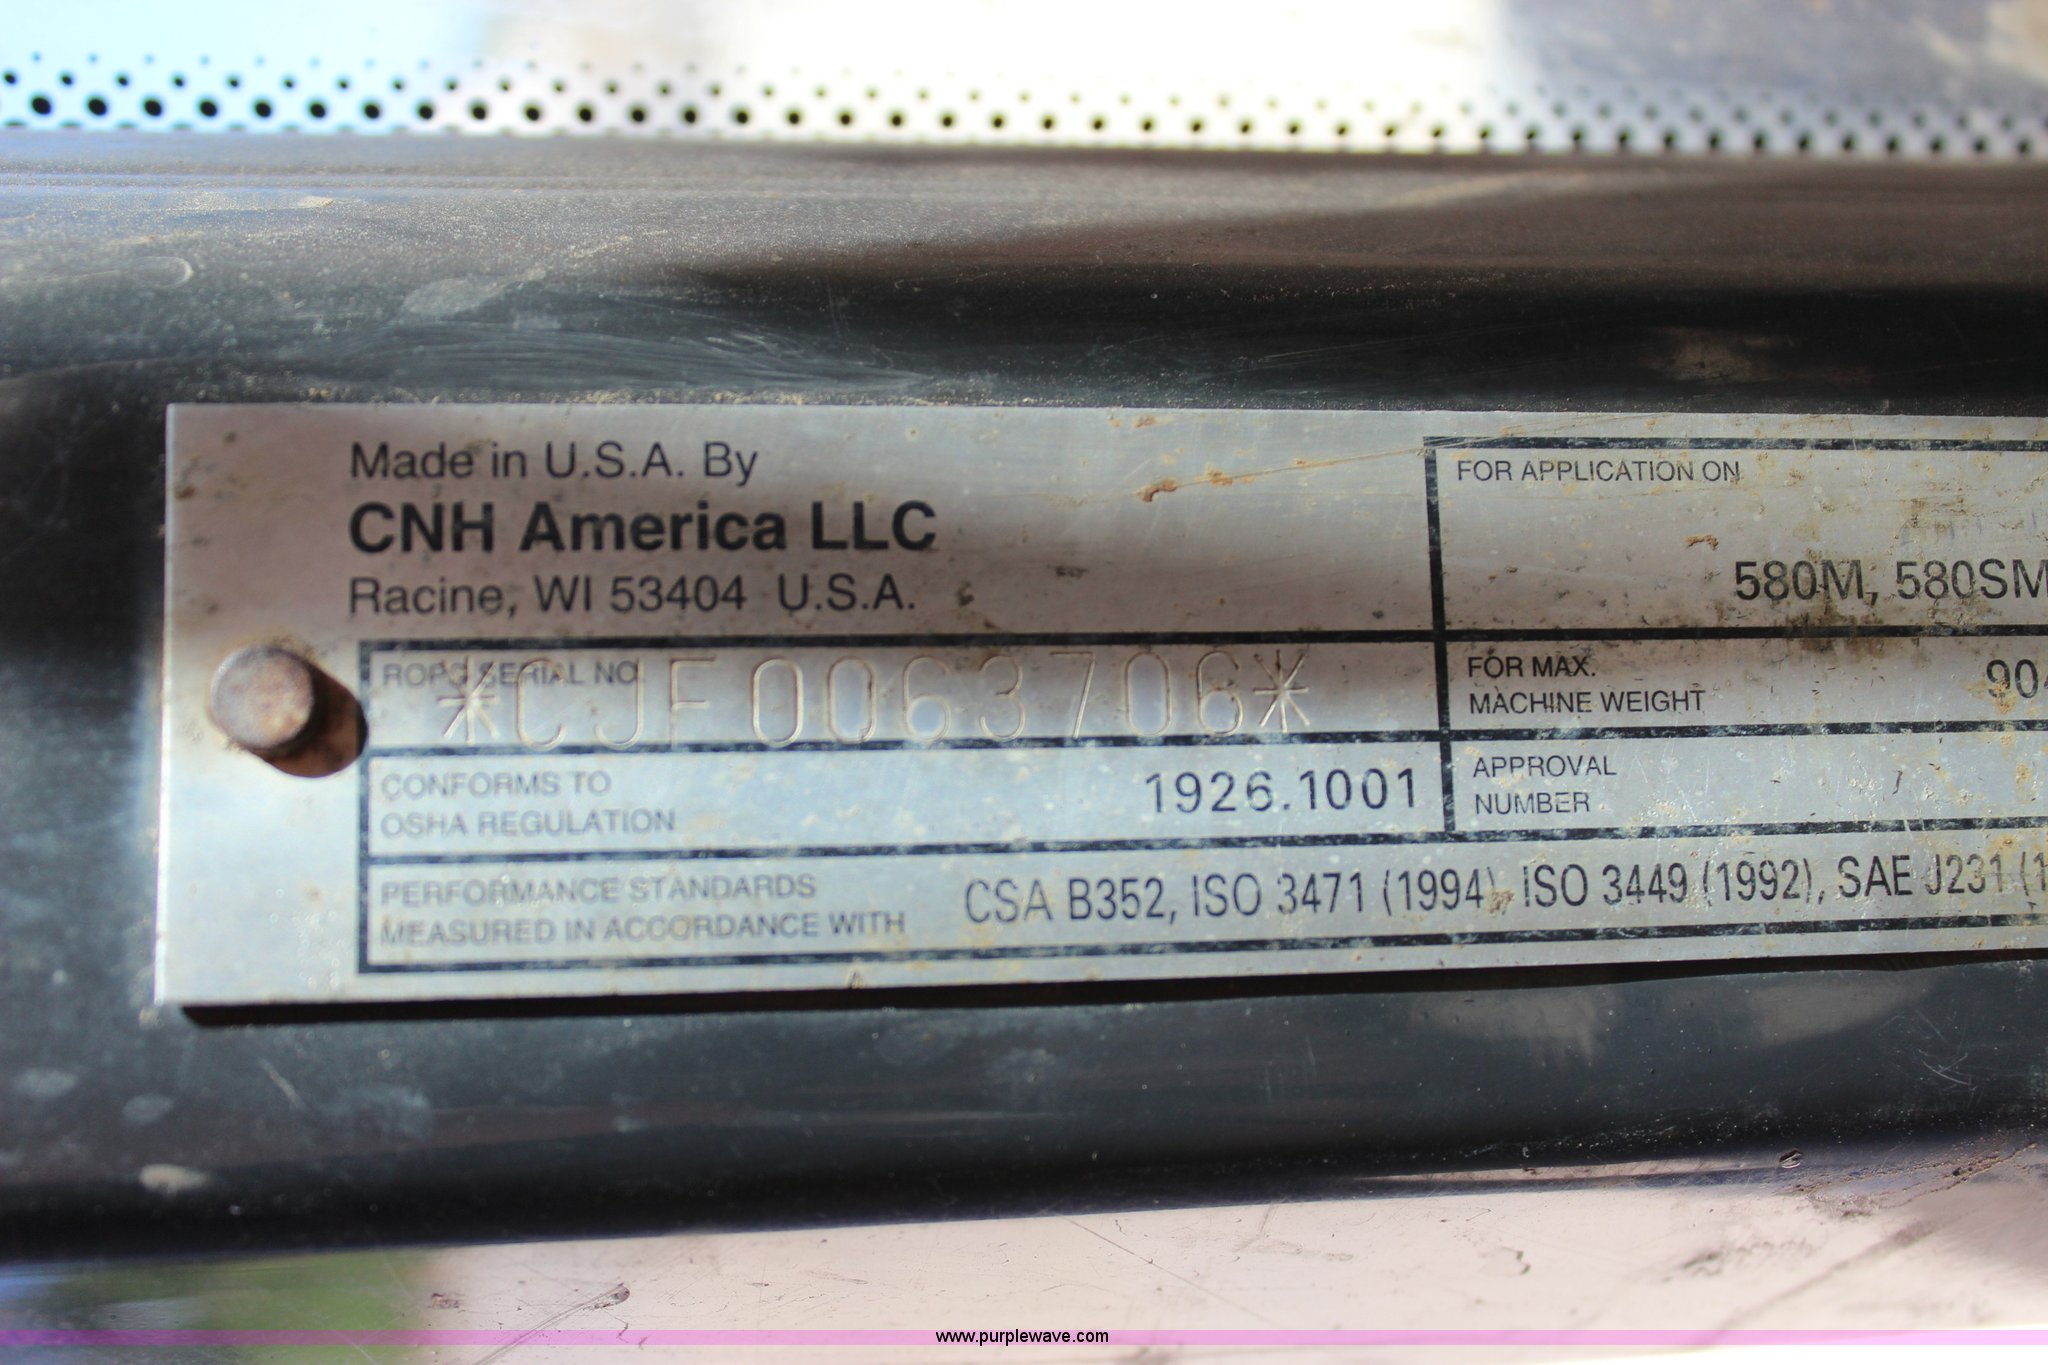 Made in U.S.A. By
CNH America LLC
Racine, WI 53404 U.S.A.
FOR APPLICATION ON
580M, 580SM
ROPS SERIAL NO.
*CJF0063706*
FOR MAX.
MACHINE WEIGHT
904
CONFORMS TO
OSHA REGULATION
1926.1001
APPROVAL
NUMBER
PERFORMANCE STANDARDS
MEASURED IN ACCORDANCE WITH
CSA B352, ISO 3471 (1994), ISO 3449 (1992), SAE J231 (1
www.purplewave.com